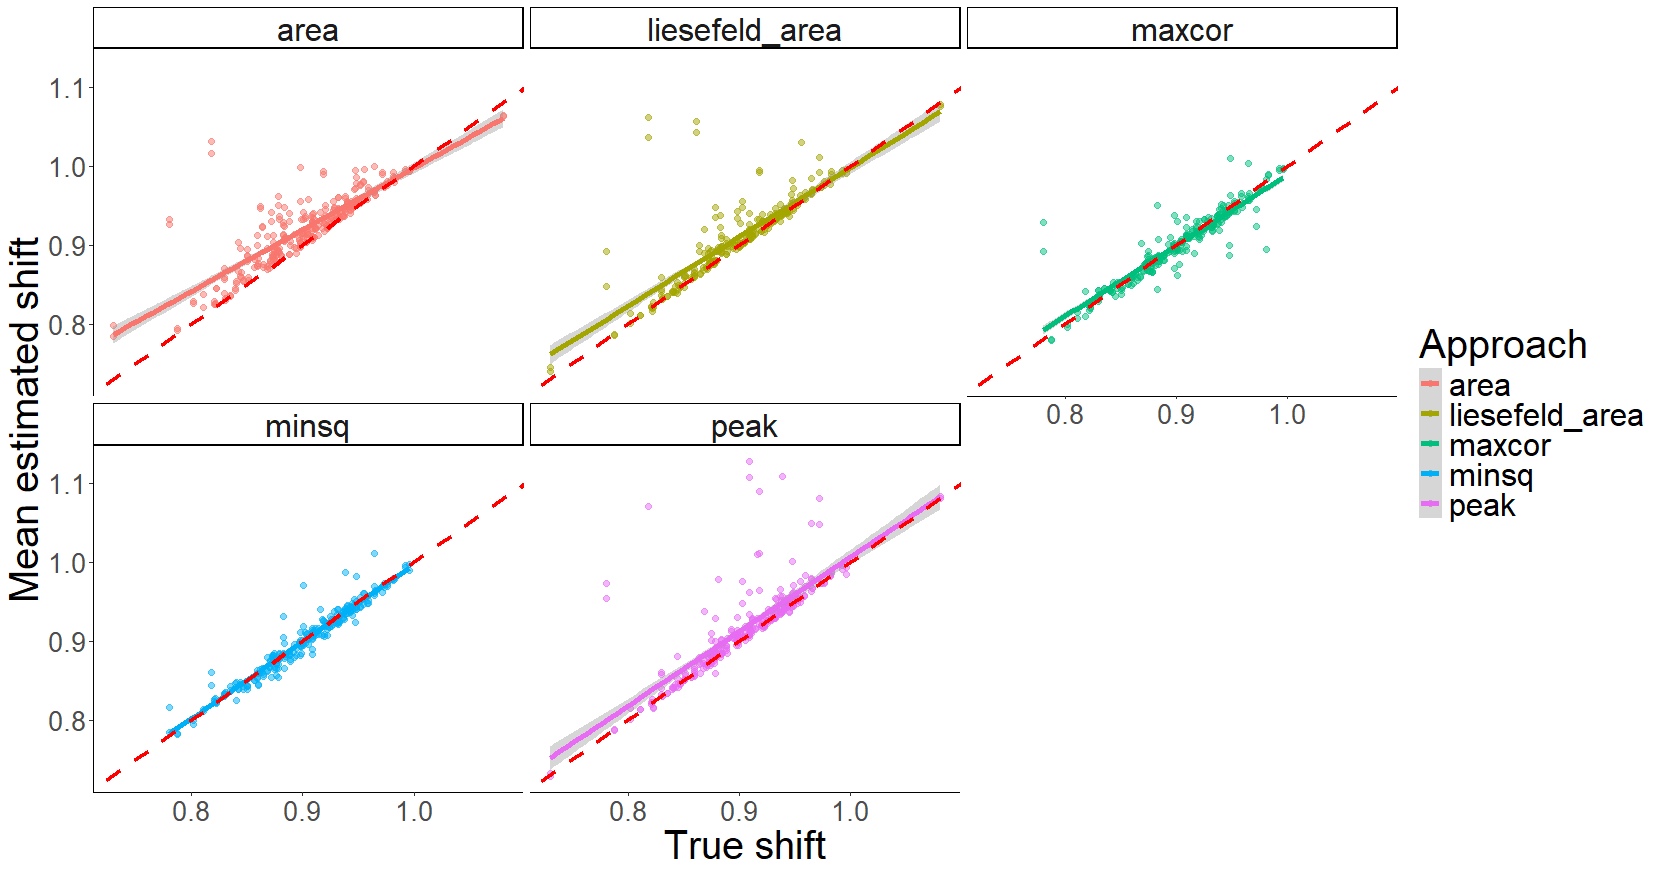 area
liesefeld_area
maxcor
1.1
1.0
0.9
0.8
0.8 0.9 1.0
Mean estimated shift
minsq
peak
1.1
1.0
0.9
0.8
0.8 0.9 1.0
0.8 0.9 1.0
True shift
Approach
area
liesefeld_area
maxcor
minsq
peak